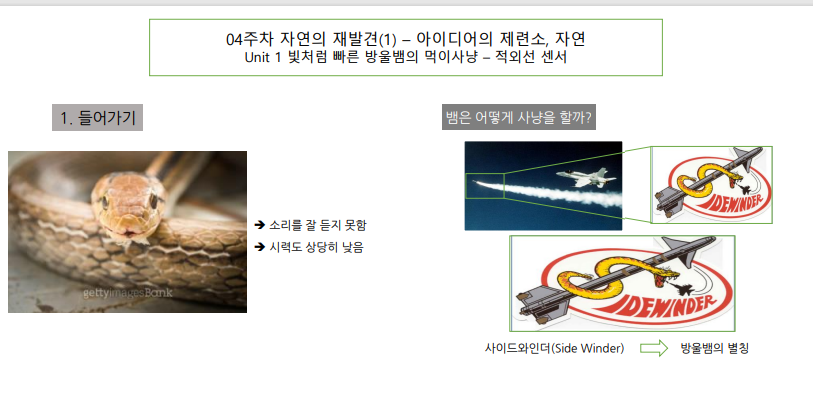 04주차 자연의 재발견(1) – 아이디어의 제련소, 자연
Unit 1 빛처럼 빠른 방울뱀의 먹이사냥 – 적외선 센서
1. 들어가기
➔ 소리를 잘 듣지 못함
➔ 시력도 상당히 낮음
gettyimagesBank
뱀은 어떻게 사냥을 할까?
IDEWINDER
IDEWINDER
사이드와인더(Side Winder)
방울뱀의 별칭